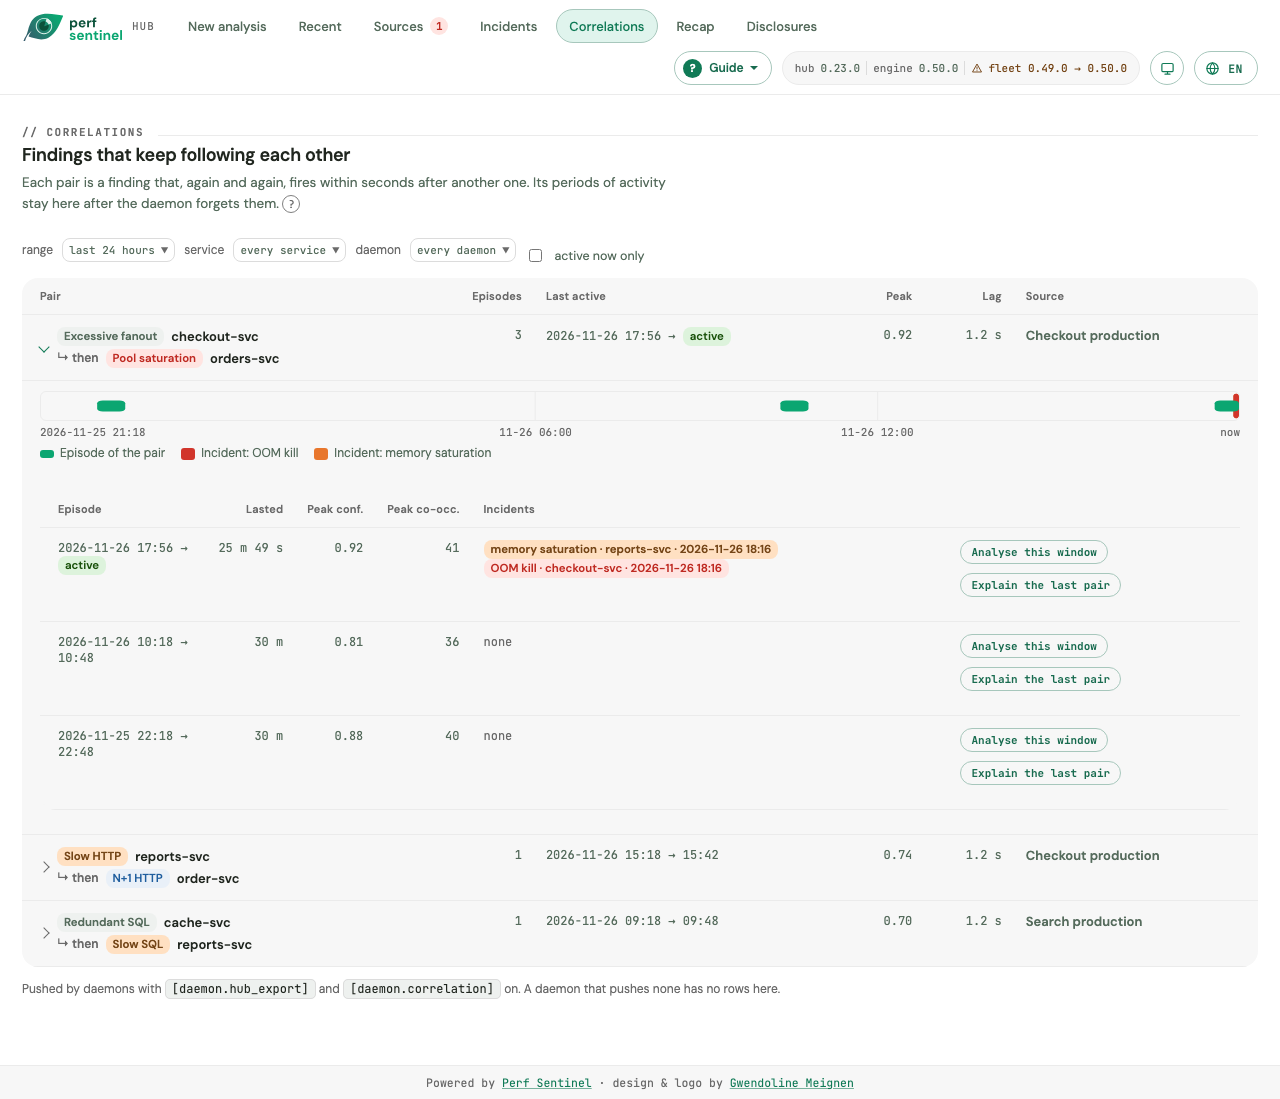 perf
sentinel HUB
New analysis Recent Sources 1 Incidents Correlations Recap Disclosures
? Guide hub 0.23.0 engine 0.50.0 ⚠ fleet 0.49.0 → 0.50.0 EN
// CORRELATIONS
Findings that keep following each other
Each pair is a finding that, again and again, fires within seconds after another one. Its periods of activity
stay here after the daemon forgets them. ?
range last 24 hours ▼ service every service ▼ daemon every daemon ▼ active now only
Pair Episodes Last active Peak Lag Source
Excessive fanout checkout-svc 3 2026-11-26 17:56 → active 0.92 1.2 s Checkout production
↳ then Pool saturation orders-svc
2026-11-25 21:18 11-26 06:00 11-26 12:00 now
Episode of the pair Incident: OOM kill Incident: memory saturation
Episode Lasted Peak conf. Peak co-occ. Incidents
2026-11-26 17:56 → 25 m 49 s 0.92 41 memory saturation · reports-svc · 2026-11-26 18:16 Analyse this window
active OOM kill · checkout-svc · 2026-11-26 18:16
Explain the last pair
2026-11-26 10:18 → 30 m 0.81 36 none Analyse this window
10:48
Explain the last pair
2026-11-25 22:18 → 30 m 0.88 40 none Analyse this window
22:48
Explain the last pair
Slow HTTP reports-svc 1 2026-11-26 15:18 → 15:42 0.74 1.2 s Checkout production
↳ then N+1 HTTP order-svc
Redundant SQL cache-svc 1 2026-11-26 09:18 → 09:48 0.70 1.2 s Search production
↳ then Slow SQL reports-svc
Pushed by daemons with [daemon.hub_export] and [daemon.correlation] on. A daemon that pushes none has no rows here.
Powered by Perf Sentinel · design & logo by Gwendoline Meignen